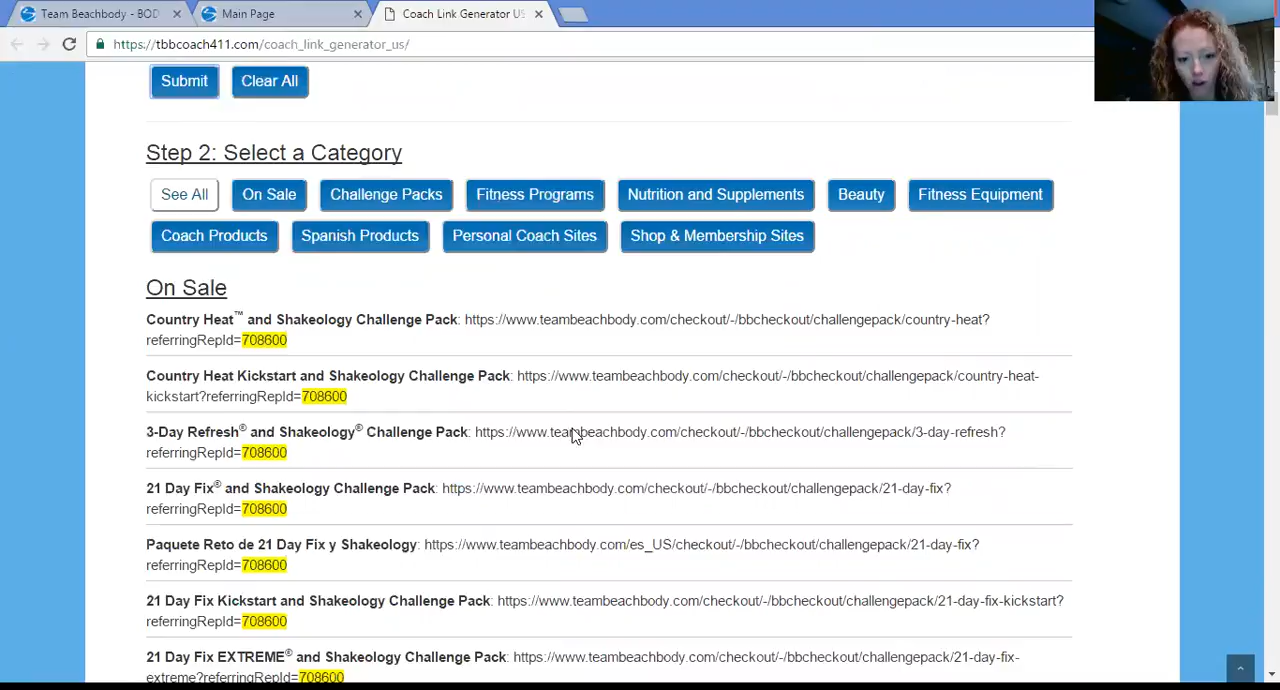 Team Beachbody - BOD
Main Page
Coach Link Generator US
https://tbbcoach411.com/coach_link_generator_us/
Submit
Clear All
Step 2: Select a Category
See All
On Sale
Challenge Packs
Fitness Programs
Nutrition and Supplements
Beauty
Fitness Equipment
Coach Products
Spanish Products
Personal Coach Sites
Shop & Membership Sites
On Sale
Country Heat™ and Shakeology Challenge Pack: https://www.teambeachbody.com/checkout/-/bbcheckout/challengepack/country-heat?
referringRepId=708600
Country Heat Kickstart and Shakeology Challenge Pack: https://www.teambeachbody.com/checkout/-/bbcheckout/challengepack/country-heat-
kickstart?referringRepId=708600
3-Day Refresh® and Shakeology® Challenge Pack: https://www.teambeachbody.com/checkout/-/bbcheckout/challengepack/3-day-refresh?
referringRepId=708600
21 Day Fix® and Shakeology Challenge Pack: https://www.teambeachbody.com/checkout/-/bbcheckout/challengepack/21-day-fix?
referringRepId=708600
Paquete Reto de 21 Day Fix y Shakeology: https://www.teambeachbody.com/es_US/checkout/-/bbcheckout/challengepack/21-day-fix?
referringRepId=708600
21 Day Fix Kickstart and Shakeology Challenge Pack: https://www.teambeachbody.com/checkout/-/bbcheckout/challengepack/21-day-fix-kickstart?
referringRepId=708600
21 Day Fix EXTREME® and Shakeology Challenge Pack: https://www.teambeachbody.com/checkout/-/bbcheckout/challengepack/21-day-fix-
extreme?referringRepId=708600